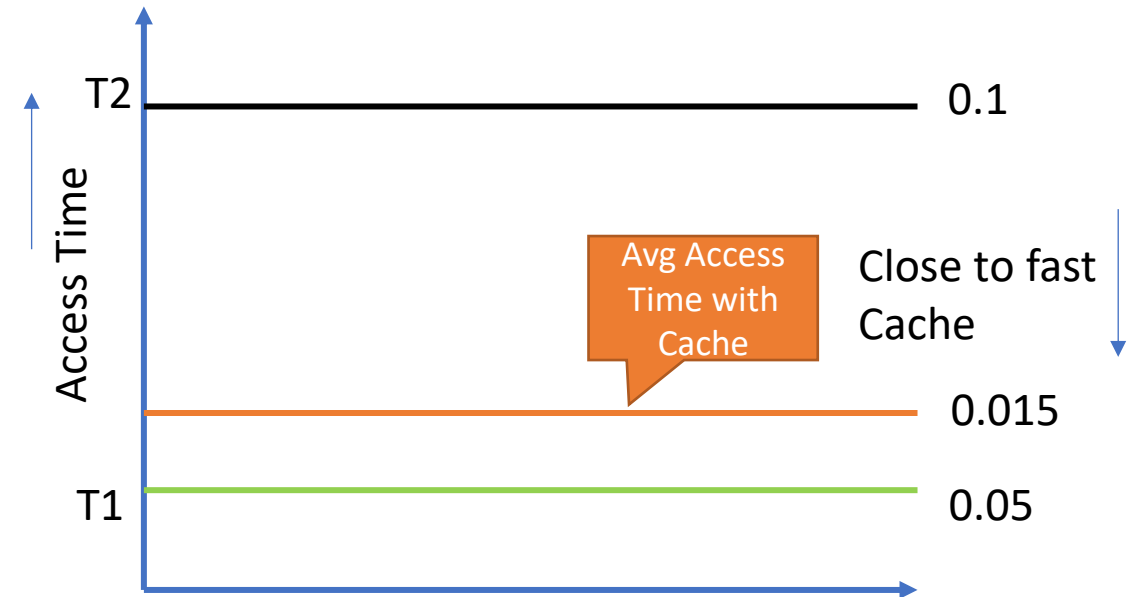 T2
0.1
Access Time
Avg Access
Time with
Cache
Close to fast
Cache
0.015
T1
0.05